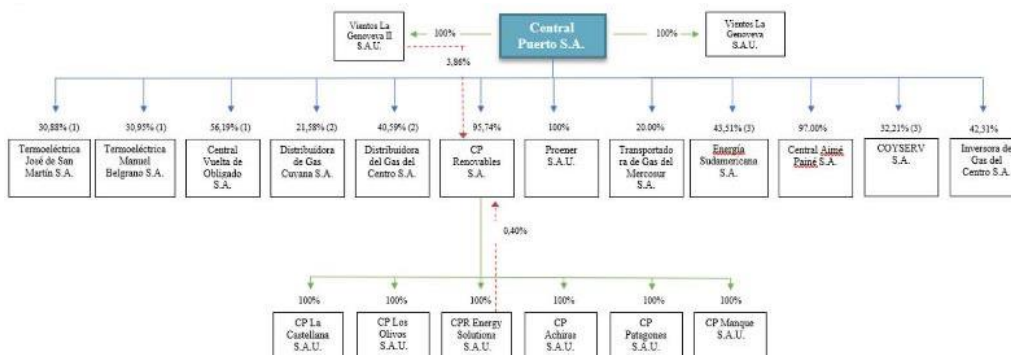 Vientos La
Genoveva II
S.A.U.
100%
Central
Puerto S.A.
100%
Vientos La
Genoveva
S.A.U.
3,86%
30,88% (1)
30,95% (1)
56,19% (1)
21,58% (2)
40,59% (2)
95,74%
100%
20.00%
43,51% (3)
97.00%
32,21% (3)
42,31%
Termoeléctrica
José de San
Martín S.A.
Termoeléctrica
Manuel
Belgrano S.A.
Central
Vuelta de
Obligado S.A.
Distribuidora
de Gas
Cuyana S.A.
Distribuidora
del Gas del
Centro S.A.
CP
Renovables
S.A.
Proener
S.A.U.
Transportado
ra de Gas del
Mercosur
S.A.
Energía
Sudamericana
S.A.
Central Aimé
Painé S.A.
COYSERV
S.A.
Inversora
de Gas del
Centro S.A.
0,40%
100%
100%
100%
100%
100%
100%
CP La
Castellana
S.A.U.
CP Los
Olivos
S.A.U.
CPR Energy
Solutions
S.A.U.
CP
Achiras
S.A.U.
CP
Patagones
S.A.U.
CP Manque
S.A.U.